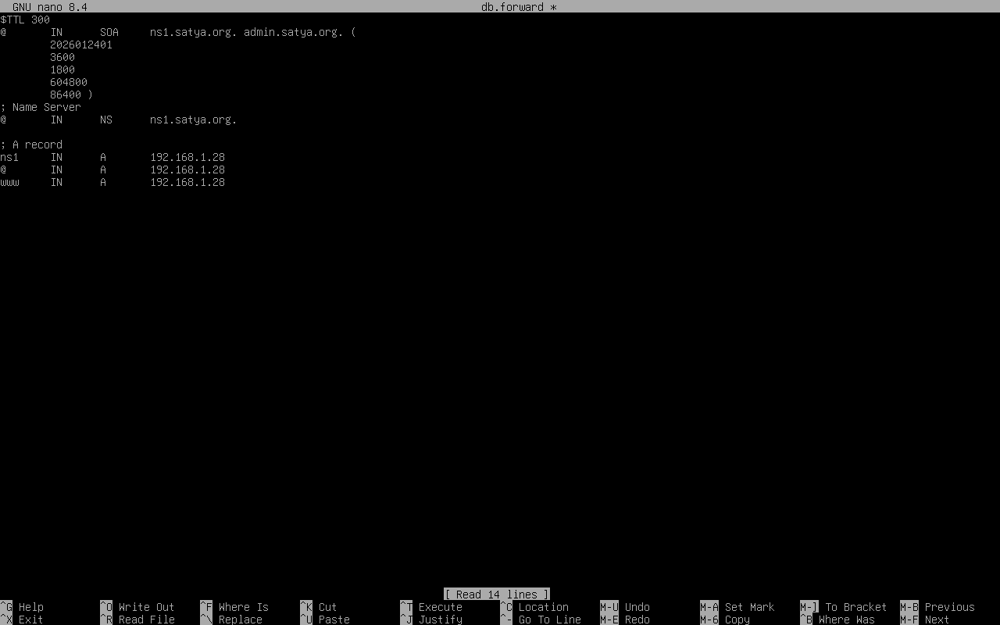 GNU nano 8.4 db.forward *
$TTL 300
@ IN SOA ns1.satya.org. admin.satya.org. (
2026012401
3600
1800
604800
86400 )
; Name Server
@ IN NS ns1.satya.org.
; A record
ns1 IN A 192.168.1.28
@ IN A 192.168.1.28
www IN A 192.168.1.28
[ Read 14 lines ]
^G Help ^O Write Out ^F Where Is ^K Cut ^T Execute ^C Location M-U Undo M-A Set Mark M-] To Bracket M-B Previous
^X Exit ^R Read File ^\ Replace ^U Paste ^J Justify ^- Go To Line M-E Redo M-6 Copy ^B Where Was M-F Next